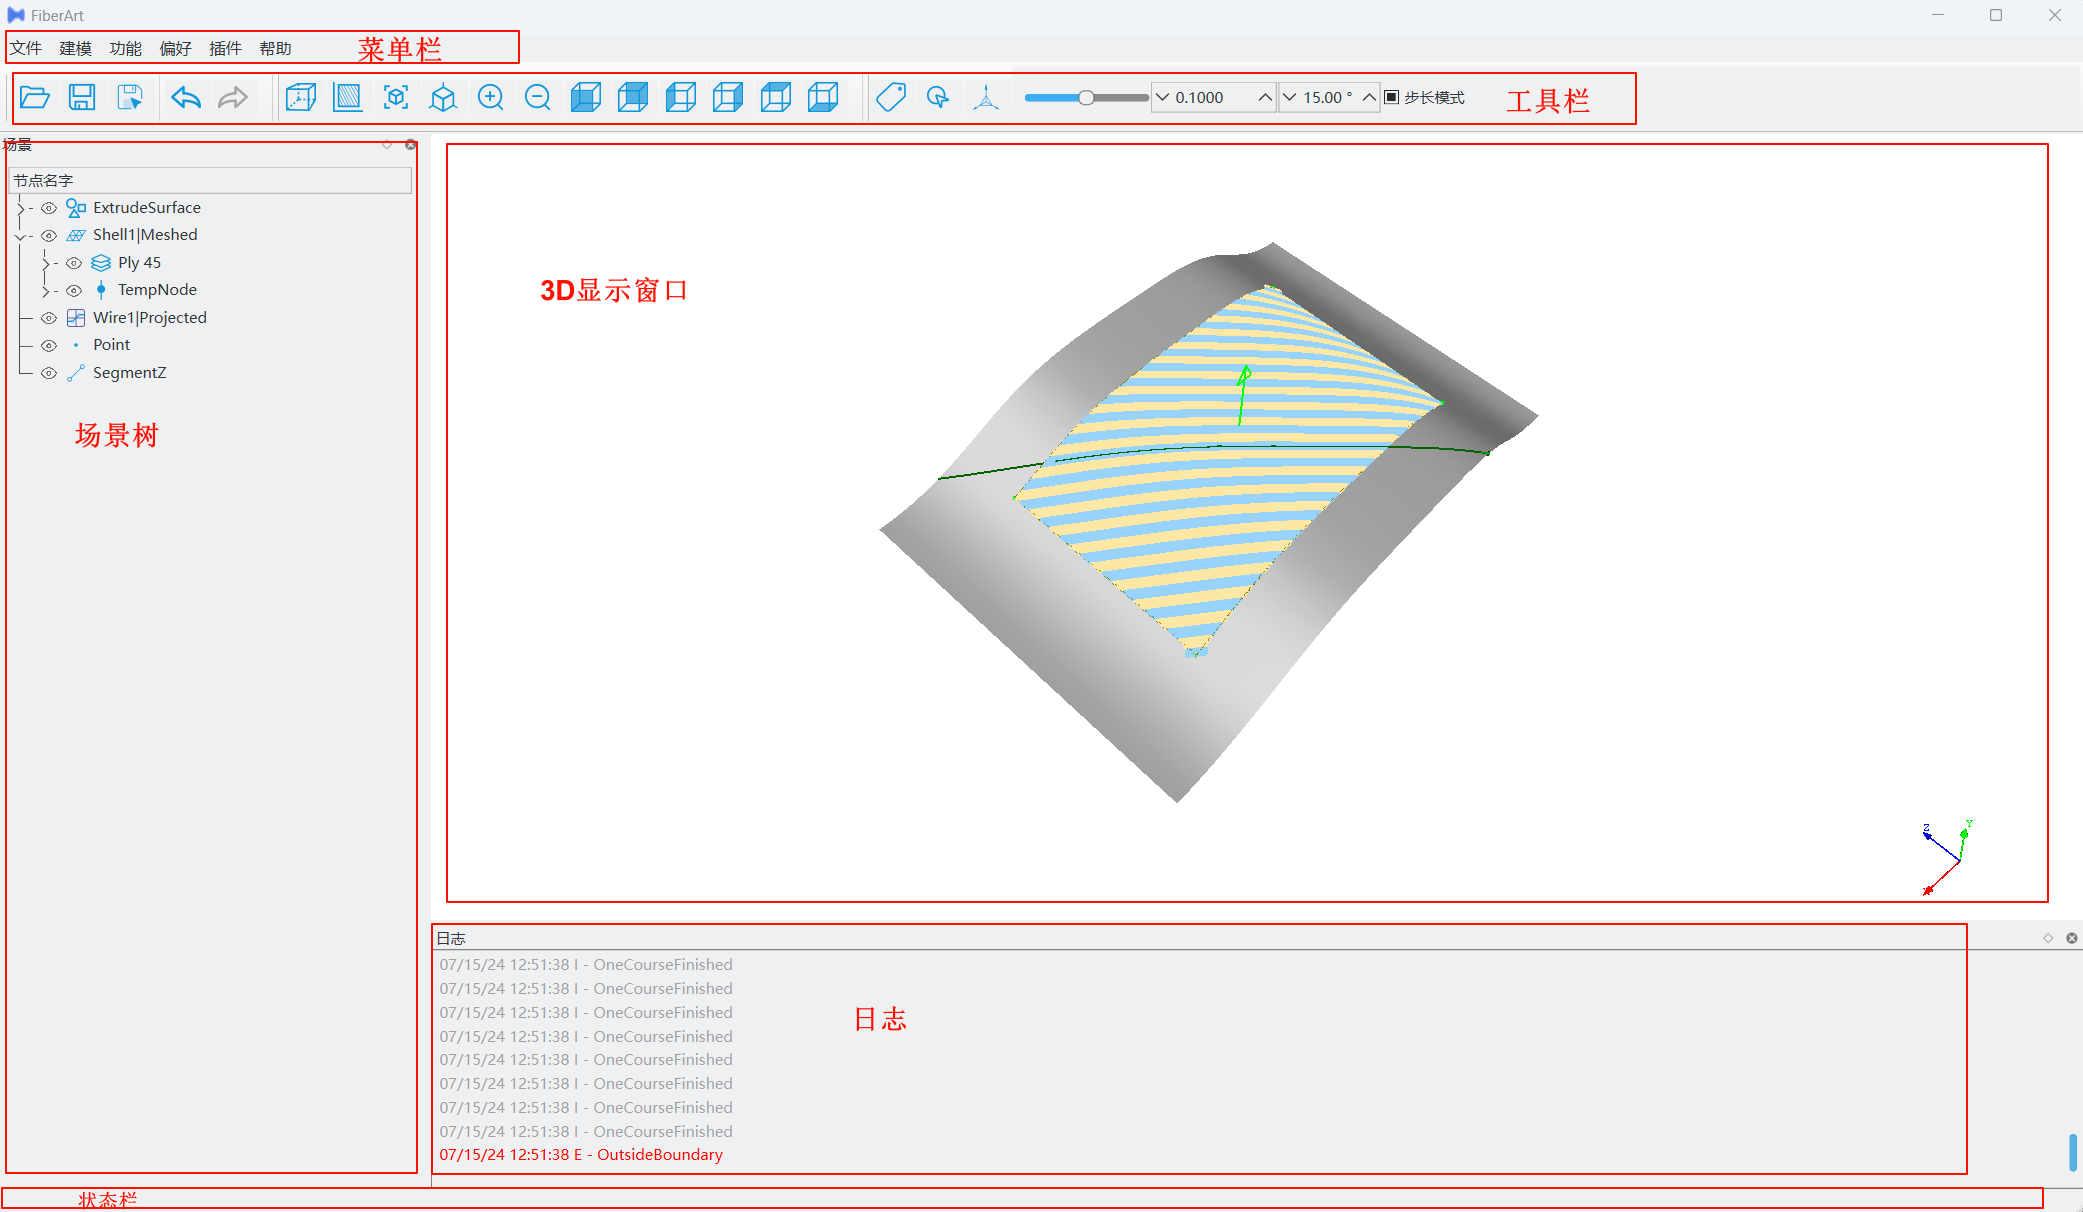 FiberArt
文件 建模 功能 偏好 插件 帮助 菜单栏
0.1000 15.00 ° 步长模式 工具栏
场景
节点名字
ExtrudeSurface
Shell1|Meshed
Ply 45
TempNode
Wire1|Projected
Point
SegmentZ
场景树
3D显示窗口
Z Y
X
日志
07/15/24 12:51:38 I - OneCourseFinished
07/15/24 12:51:38 I - OneCourseFinished
07/15/24 12:51:38 I - OneCourseFinished
07/15/24 12:51:38 I - OneCourseFinished
07/15/24 12:51:38 I - OneCourseFinished
07/15/24 12:51:38 I - OneCourseFinished
07/15/24 12:51:38 I - OneCourseFinished
07/15/24 12:51:38 I - OneCourseFinished
07/15/24 12:51:38 E - OutsideBoundary
日志
状态栏